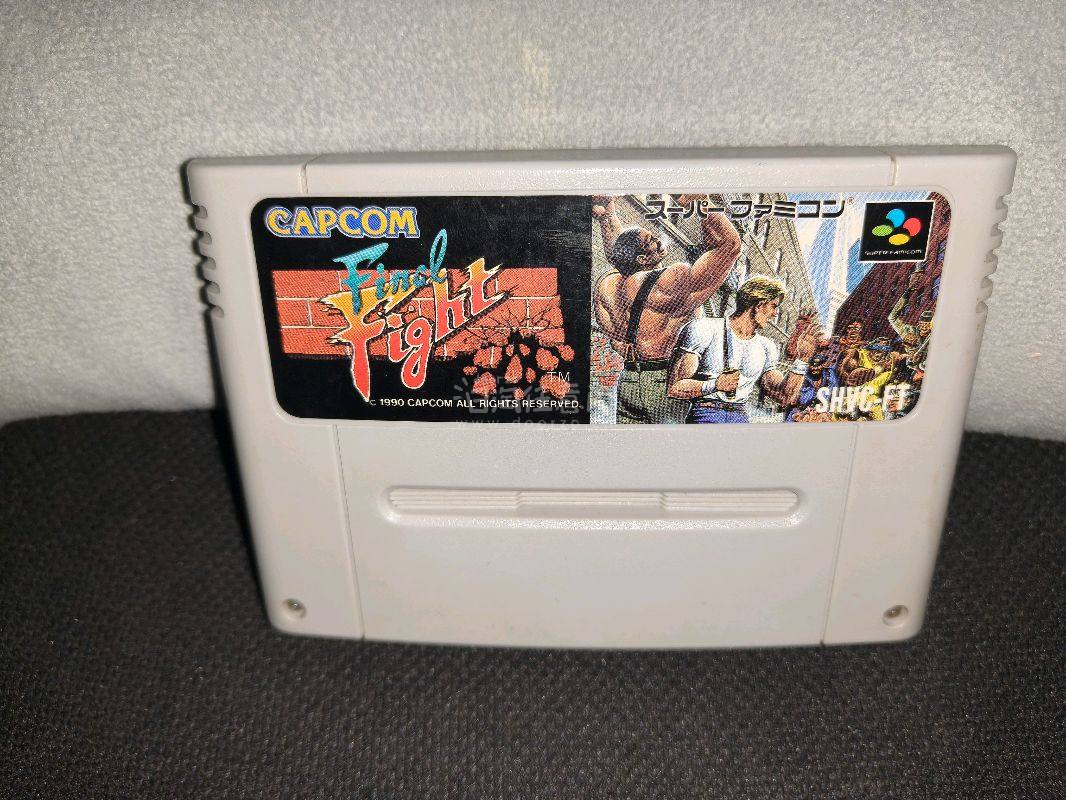 CAPCOM
Final
Fight
TM
© 1990 CAPCOM ALL RIGHTS RESERVED.
スーパーファミコン
SUPER FAMICOM
SHVC-FT